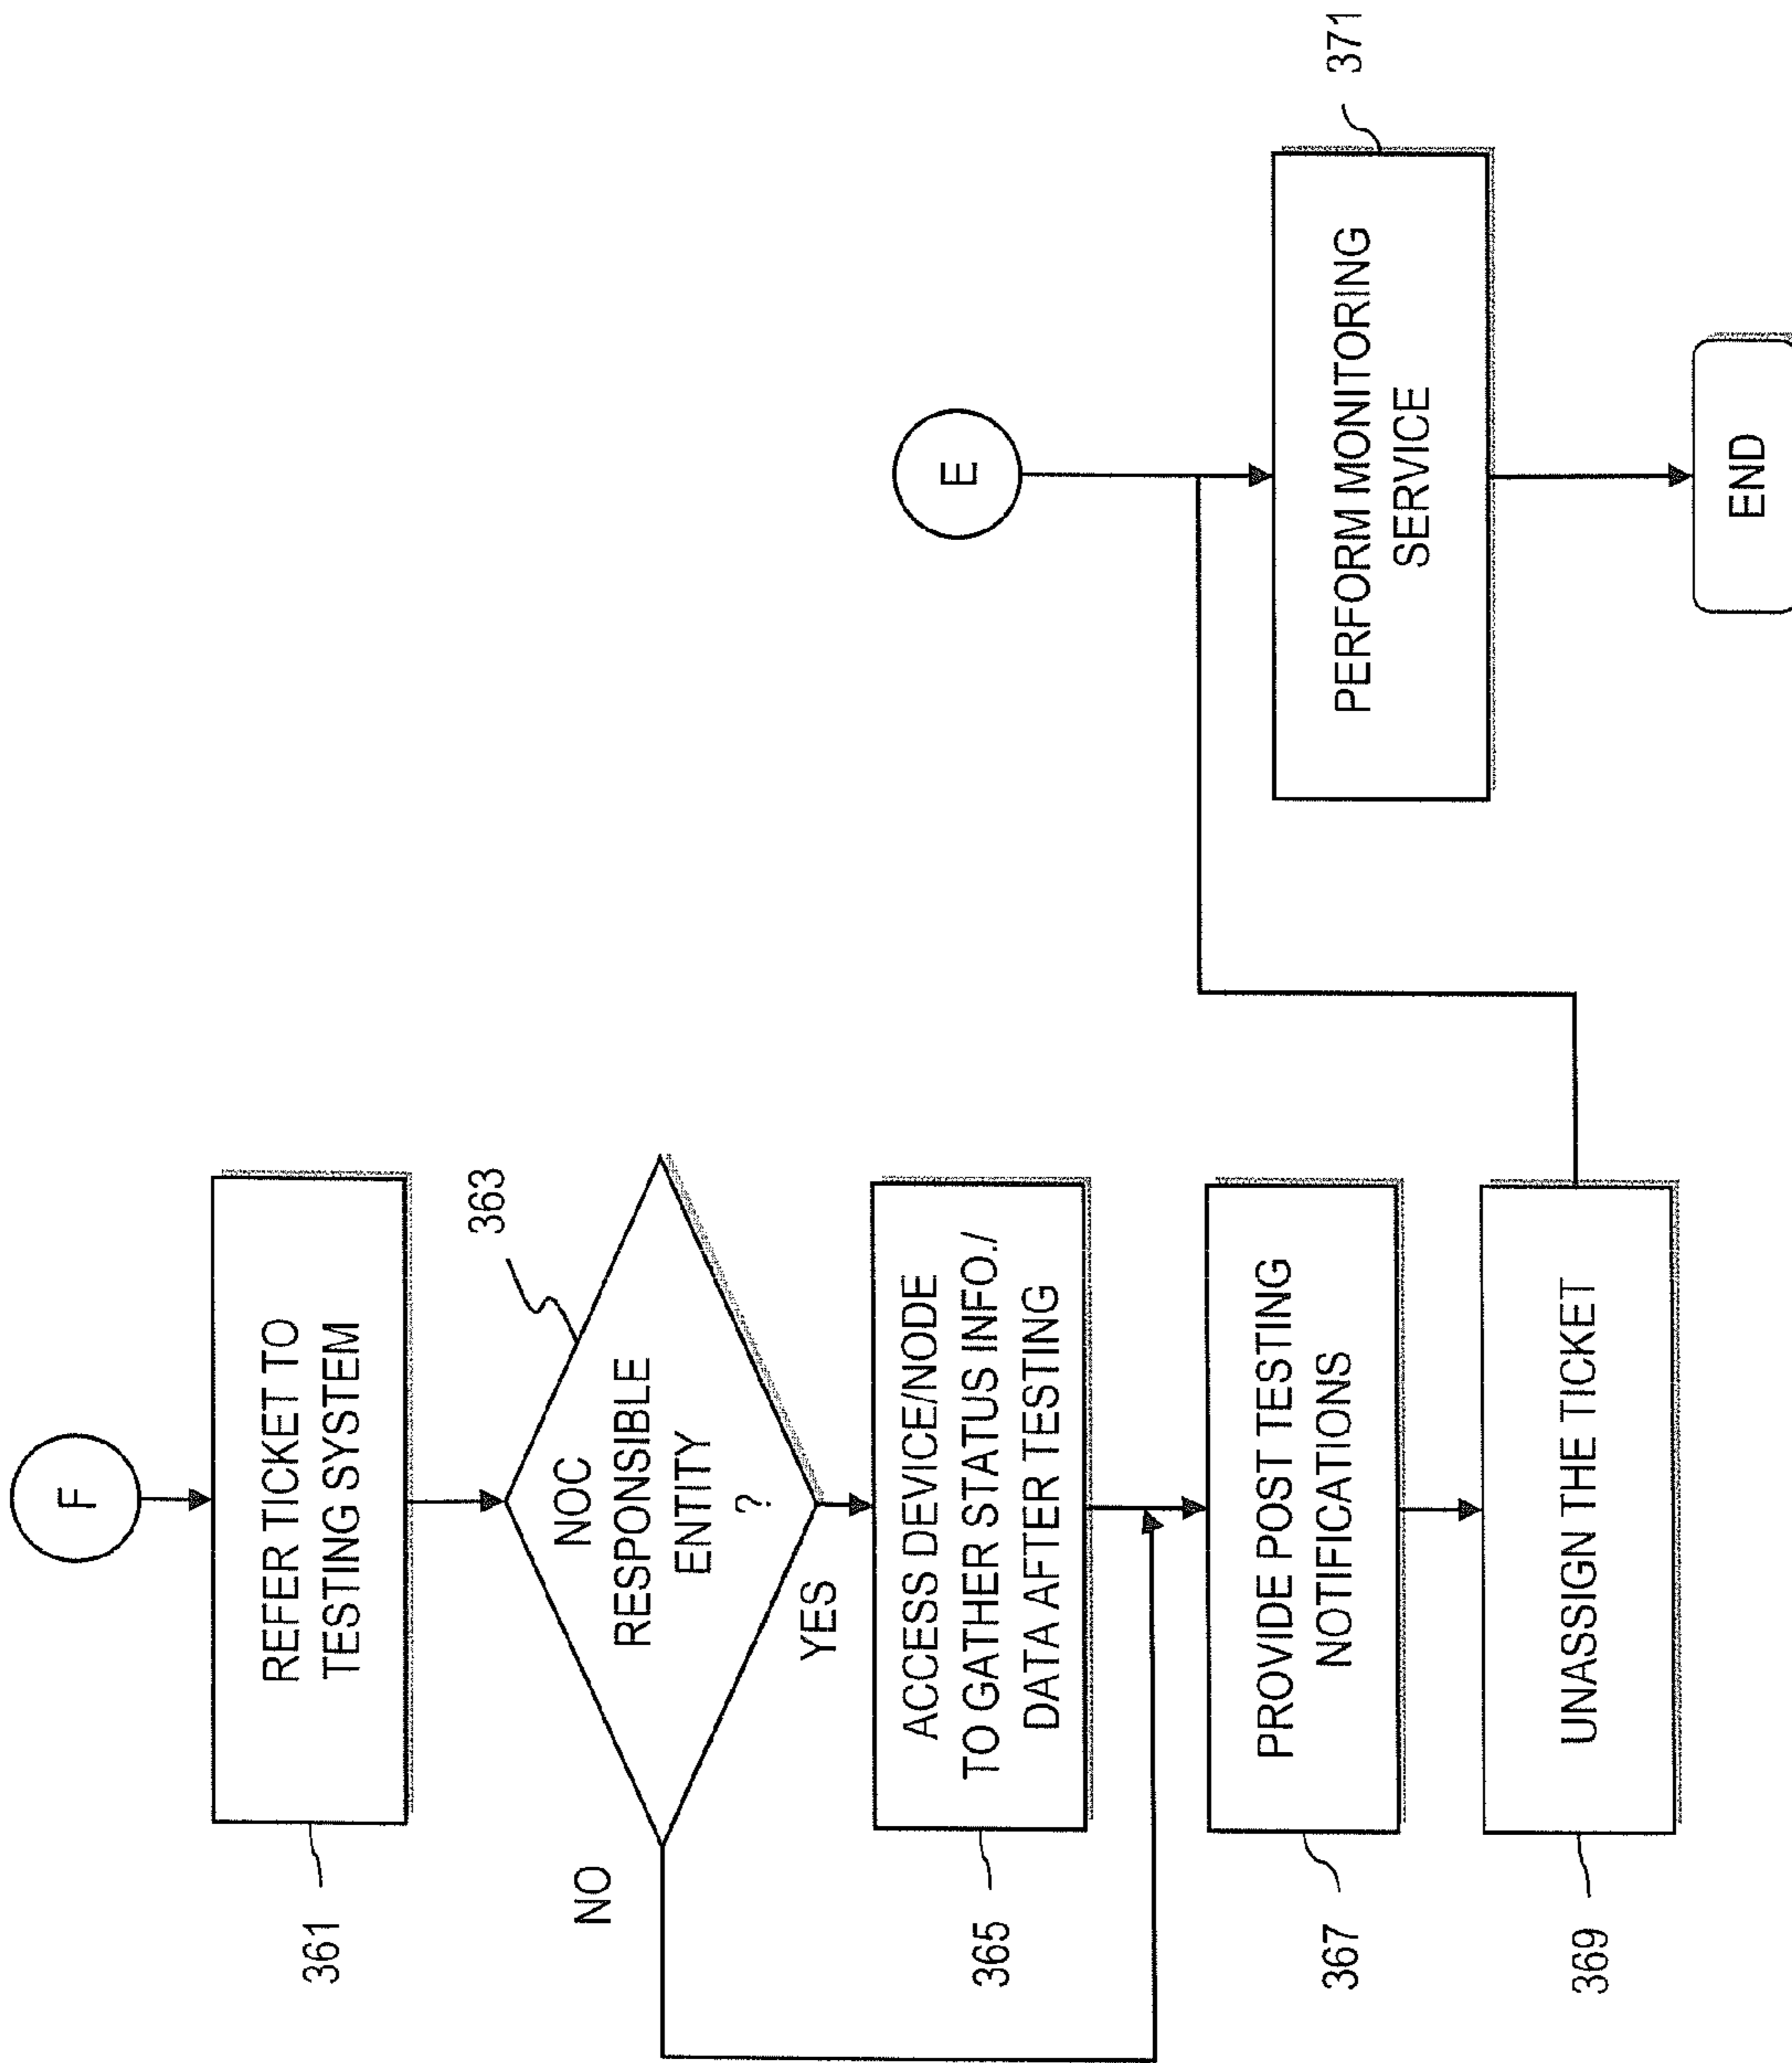 F
REFER TICKET TO
TESTING SYSTEM
361
NOC
RESPONSIBLE
ENTITY
?
363
NO
YES
ACCESS DEVICE/NODE
TO GATHER STATUS INFO./
DATA AFTER TESTING
365
PROVIDE POST TESTING
NOTIFICATIONS
367
UNASSIGN THE TICKET
369
E
PERFORM MONITORING
SERVICE
371
END